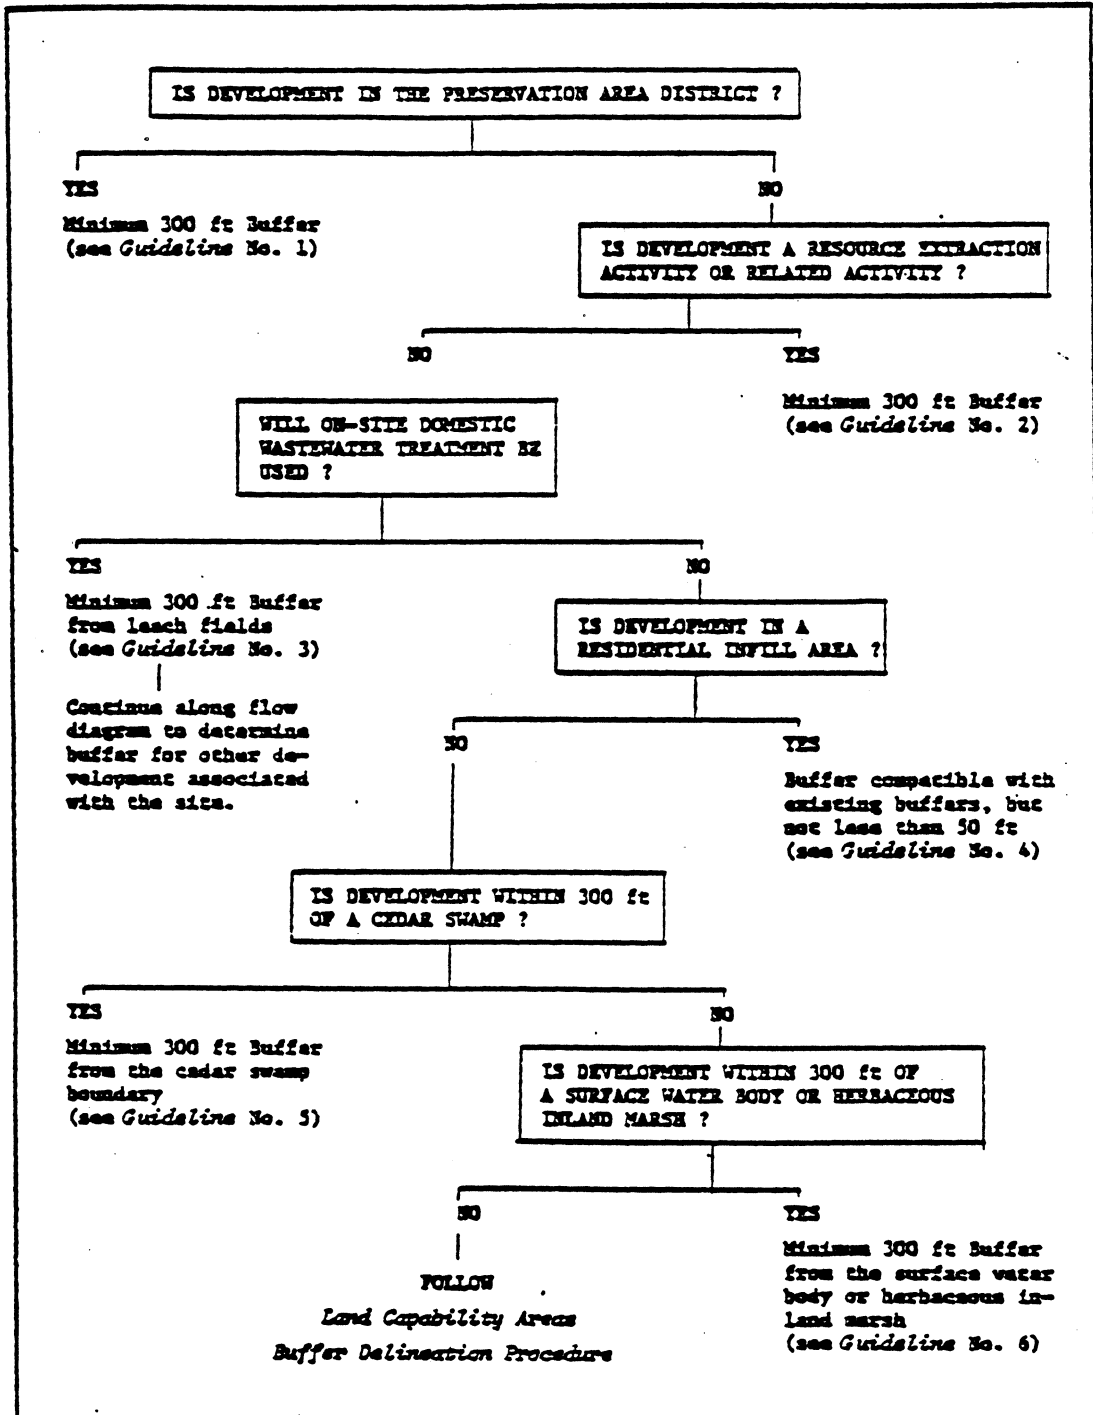 IS DEVELOPMENT IN THE PRESERVATION AREA DISTRICT ?
YES
Minimum 300 ft Buffer
(see Guideline No. 1)
NO
IS DEVELOPMENT A RESOURCE EXTRACTION
ACTIVITY OR RELATED ACTIVITY ?
NO
YES
Minimum 300 ft Buffer
(see Guideline No. 2)
WILL ON-SITE DOMESTIC
WASTEWATER TREATMENT BE
USED ?
YES
Minimum 300 ft Buffer
from leach fields
(see Guideline No. 3)
Continue along flow
diagram to determine
buffer for other de-
velopment associated
with the site.
NO
IS DEVELOPMENT IN A
RESIDENTIAL INFILL AREA ?
NO
YES
Buffer compatible with
existing buffers, but
not less than 50 ft
(see Guideline No. 4)
IS DEVELOPMENT WITHIN 300 ft
OF A CEDAR SWAMP ?
YES
Minimum 300 ft Buffer
from the cedar swamp
boundary
(see Guideline No. 5)
NO
IS DEVELOPMENT WITHIN 300 ft OF
A SURFACE WATER BODY OR HERBACEOUS
INLAND MARSH ?
NO
FOLLOW
Land Capability Areas
Buffer Delineation Procedure
YES
Minimum 300 ft Buffer
from the surface water
body or herbaceous in-
land marsh
(see Guideline No. 6)